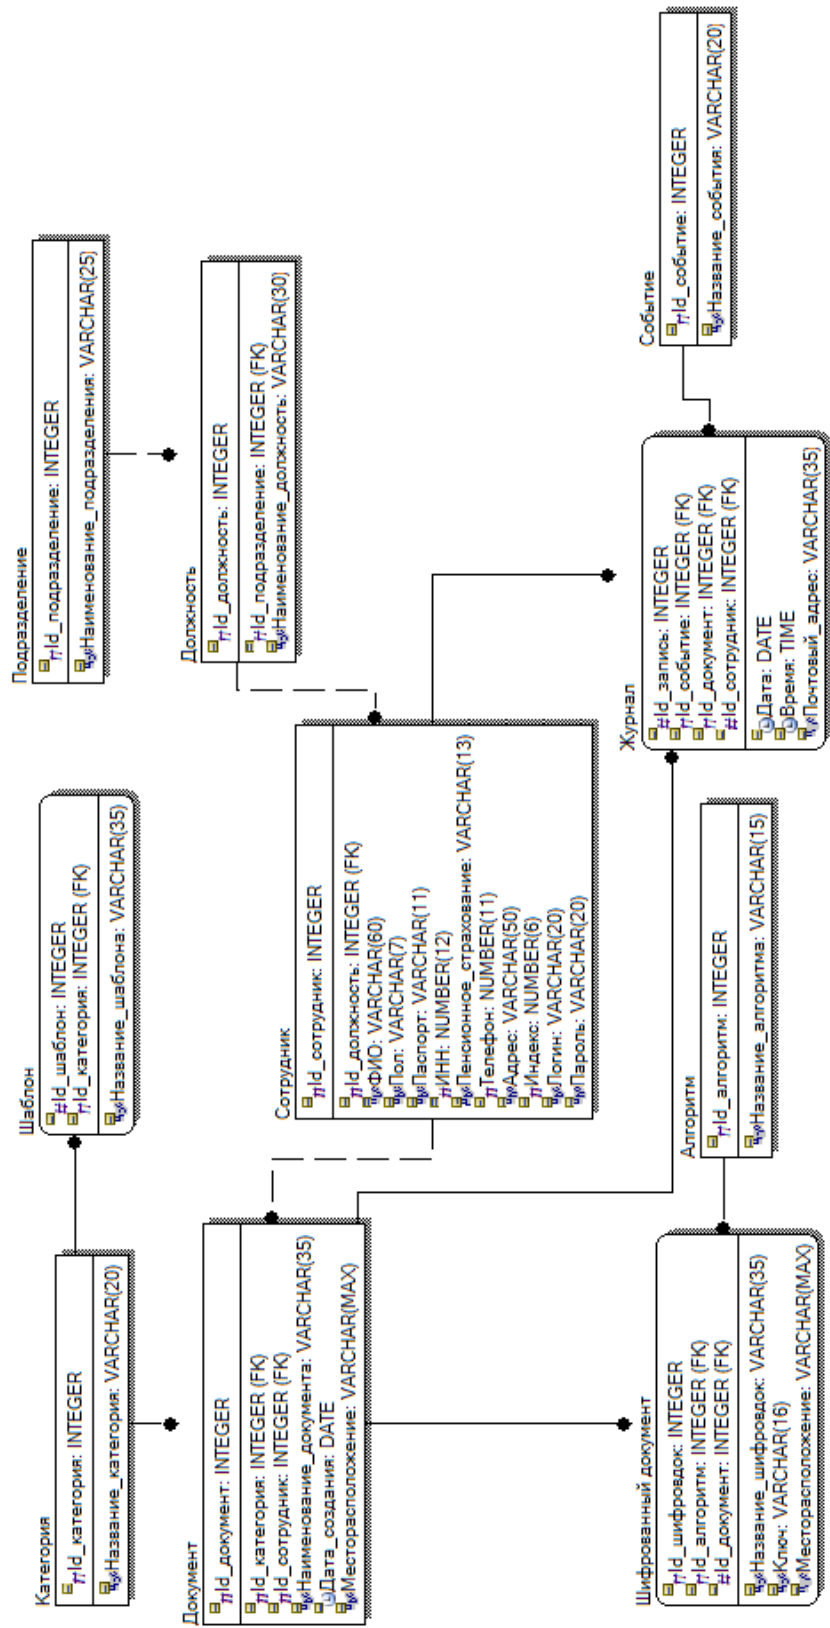 Категория
Id_категория: INTEGER
Название_категория: VARCHAR(20)
Шаблон
Id_шаблон: INTEGER
Id_категория: INTEGER (FK)
Название_шаблона: VARCHAR(35)
Подразделение
Id_подразделение: INTEGER
Наименование_подразделения: VARCHAR(25)
Документ
Id_документ: INTEGER
Id_категория: INTEGER (FK)
Id_сотрудник: INTEGER (FK)
Наименование_документа: VARCHAR(35)
Дата_создания: DATE
Месторасположение: VARCHAR(MAX)
Сотрудник
Id_сотрудник: INTEGER
Id_должность: INTEGER (FK)
ФИО: VARCHAR(60)
Пол: VARCHAR(7)
Паспорт: VARCHAR(11)
ИНН: NUMBER(12)
Пенсионное_страхование: VARCHAR(13)
Телефон: NUMBER(11)
Адрес: VARCHAR(50)
Индекс: NUMBER(6)
Логин: VARCHAR(20)
Пароль: VARCHAR(20)
Должность
Id_должность: INTEGER
Id_подразделение: INTEGER (FK)
Наименование_должность: VARCHAR(30)
Шифрованный документ
Id_шифровдок: INTEGER
Id_алгоритм: INTEGER (FK)
Id_документ: INTEGER (FK)
Название_шифровдок: VARCHAR(35)
Ключ: VARCHAR(16)
Месторасположение: VARCHAR(MAX)
Алгоритм
Id_алгоритм: INTEGER
Название_алгоритма: VARCHAR(15)
Журнал
Id_запись: INTEGER
Id_событие: INTEGER (FK)
Id_документ: INTEGER (FK)
Id_сотрудник: INTEGER (FK)
Дата: DATE
Время: TIME
Почтовый_адрес: VARCHAR(35)
Событие
Id_событие: INTEGER
Название_события: VARCHAR(20)